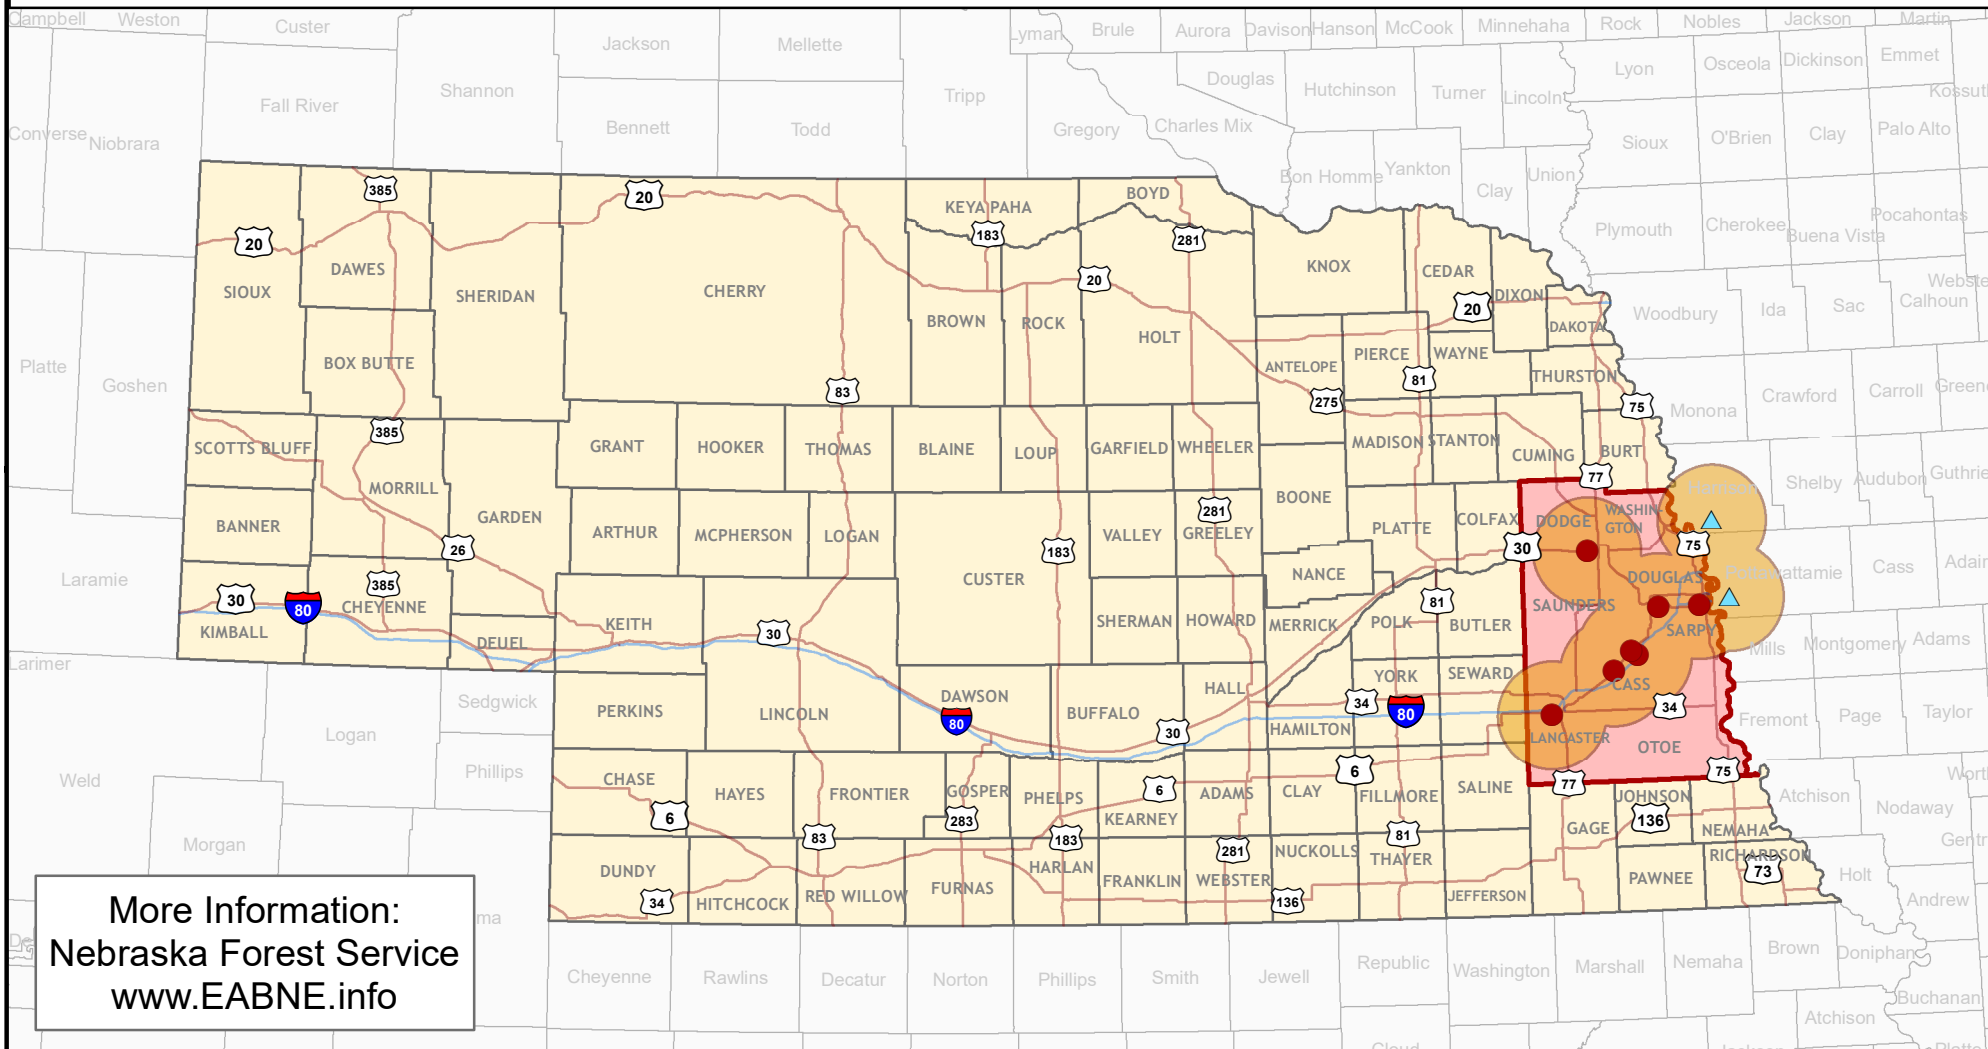 Campbell Weston Custer Jackson Mellette Lyman Brule Aurora Davison Hanson McCook Minnehaha Rock Nobles Jackson Martin
Lyon Osceola Dickinson Emmet
Fall River Shannon Tripp Douglas Hutchinson Turner Lincoln
Converse Niobrara Bennett Todd Gregory Charles Mix Sioux O'Brien Clay Palo Alto
Bon Homme Yankton Clay Union
Plymouth Cherokee Buena Vista Pocahontas
385
20
KEYA PAHA
BOYD
183
281
20
SIOUX
DAWES
SHERIDAN
CHERRY
BROWN
ROCK
20
HOLT
KNOX
CEDAR
20
DIXON
DAKOTA
Woodbury Ida Sac Calhoun
BOX BUTTE
83
ANTELOPE
PIERCE
WAYNE
81
275
THURSTON
75
Platte
Goshen
Monona Crawford Carroll
SCOTTS BLUFF
385
MORRILL
GARDEN
GRANT
HOOKER
THOMAS
BLAINE
LOUP
GARFIELD
WHEELER
MADISON
STANTON
CUMING
BURT
77
Shelby Audubon Guthrie
BANNER
26
ARTHUR
MCPHERSON
LOGAN
CUSTER
183
VALLEY
281
GREELEY
BOONE
PLATTE
COLFAX
30
DODGE
WASHIN-
GTON
75
Harrison
Laramie
30
80
385
CHEYENNE
KIMBALL
DEUEL
KEITH
30
SHERMAN
HOWARD
NANCE
MERRICK
POLK
81
BUTLER
SAUNDERS
DOUGLAS
SARPY
Pottawattamie Cass Adair
Mills Montgomery Adams
Larimer
Sedgwick
PERKINS
LINCOLN
DAWSON
80
BUFFALO
HALL
30
HAMILTON
YORK
34
80
SEWARD
LANCASTER
CASS
34
OTOE
75
77
Fremont Page Taylor
Logan
Weld
Phillips
CHASE
6
HAYES
FRONTIER
83
GOSPER
283
PHELPS
KEARNEY
6
183
ADAMS
CLAY
6
FILLMORE
SALINE
81
GAGE
JOHNSON
136
NEMAHA
Atchison Nodaway
Morgan
DUNDY
34
HITCHCOCK
RED WILLOW
FURNAS
HARLAN
FRANKLIN
281
WEBSTER
NUCKOLLS
136
THAYER
JEFFERSON
PAWNEE
RICHARDSON
73
Holt
Andrew
More Information:
Nebraska Forest Service
www.EABNE.info
Cheyenne Rawlins Decatur Norton Phillips Smith Jewell Republic Washington Marshall Nemaha Brown Doniphan
Buchanan
Atchison